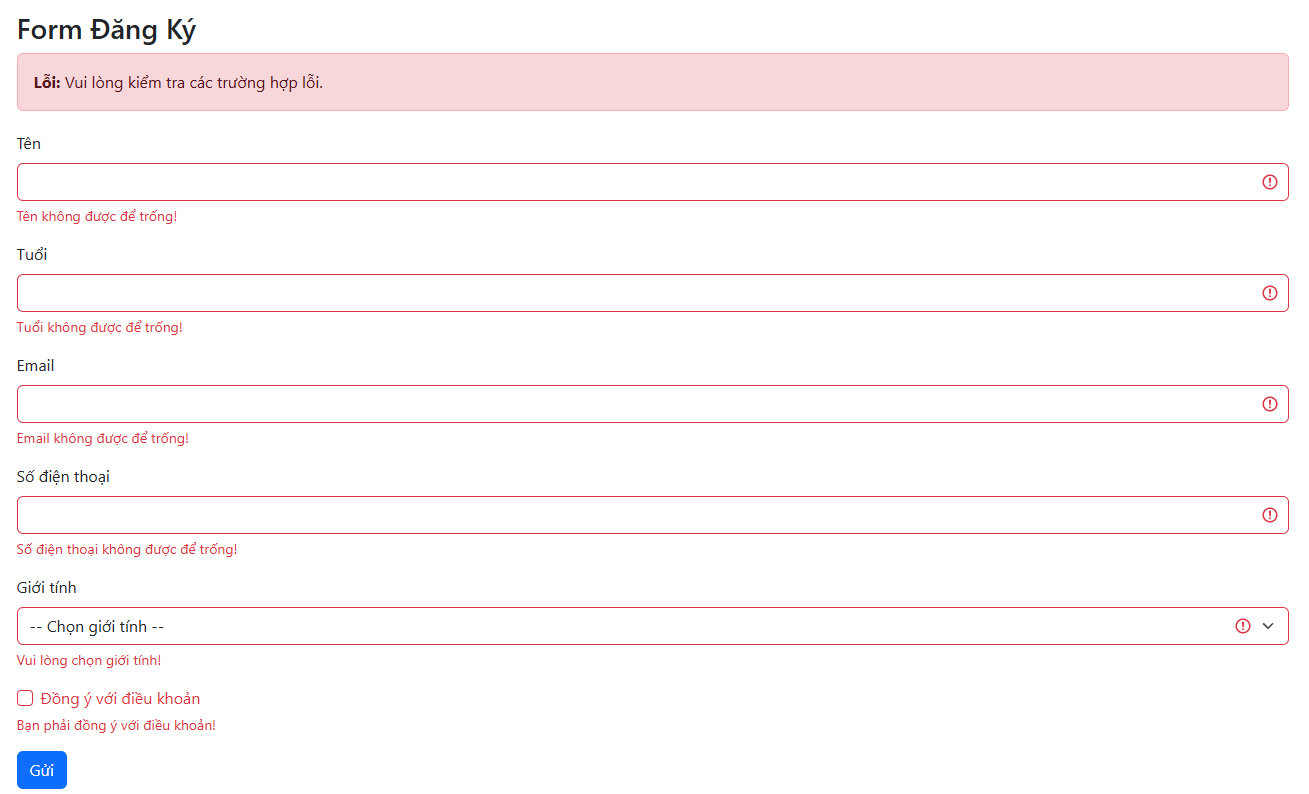 Form Đăng Ký
Lỗi: Vui lòng kiểm tra các trường hợp lỗi.
Tên
Tên không được để trống!
Tuổi
Tuổi không được để trống!
Email
Email không được để trống!
Số điện thoại
Số điện thoại không được để trống!
Giới tính
-- Chọn giới tính --
Vui lòng chọn giới tính!
Đồng ý với điều khoản
Bạn phải đồng ý với điều khoản!
Gửi